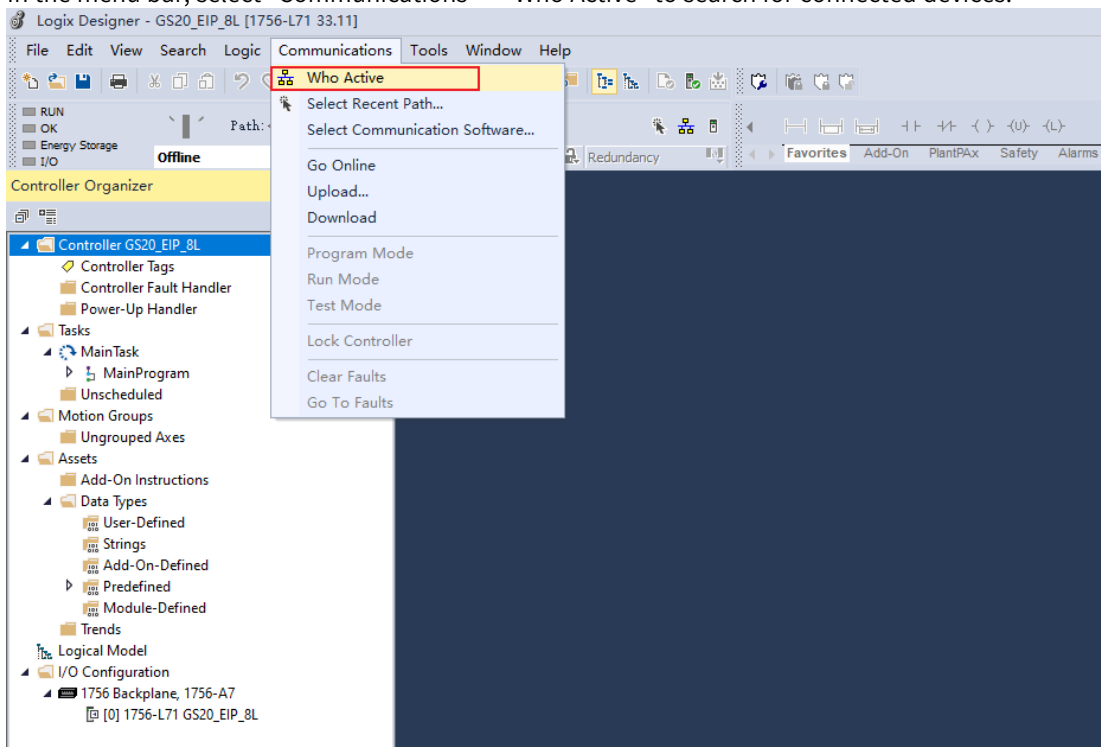 In the menu bar, select "Communications"
"Who Active" to search for connected devices.
Logix Designer - GS20_EIP_8L [1756-L71 33.11]
File Edit View Search Logic Communications Tools Window Help
Who Active
Select Recent Path...
Select Communication Software...
Go Online
Upload...
Download
Program Mode
Run Mode
Test Mode
Lock Controller
Clear Faults
Go To Faults
RUN
OK
Energy Storage
I/O
Path:
Offline
Redundancy
Favorites Add-On PlantPAx Safety Alarms
Controller Organizer
Controller GS20_EIP_8L
Controller Tags
Controller Fault Handler
Power-Up Handler
Tasks
MainTask
MainProgram
Unscheduled
Motion Groups
Ungrouped Axes
Assets
Add-On Instructions
Data Types
User-Defined
Strings
Add-On-Defined
Predefined
Module-Defined
Trends
Logical Model
I/O Configuration
1756 Backplane, 1756-A7
[0] 1756-L71 GS20_EIP_8L